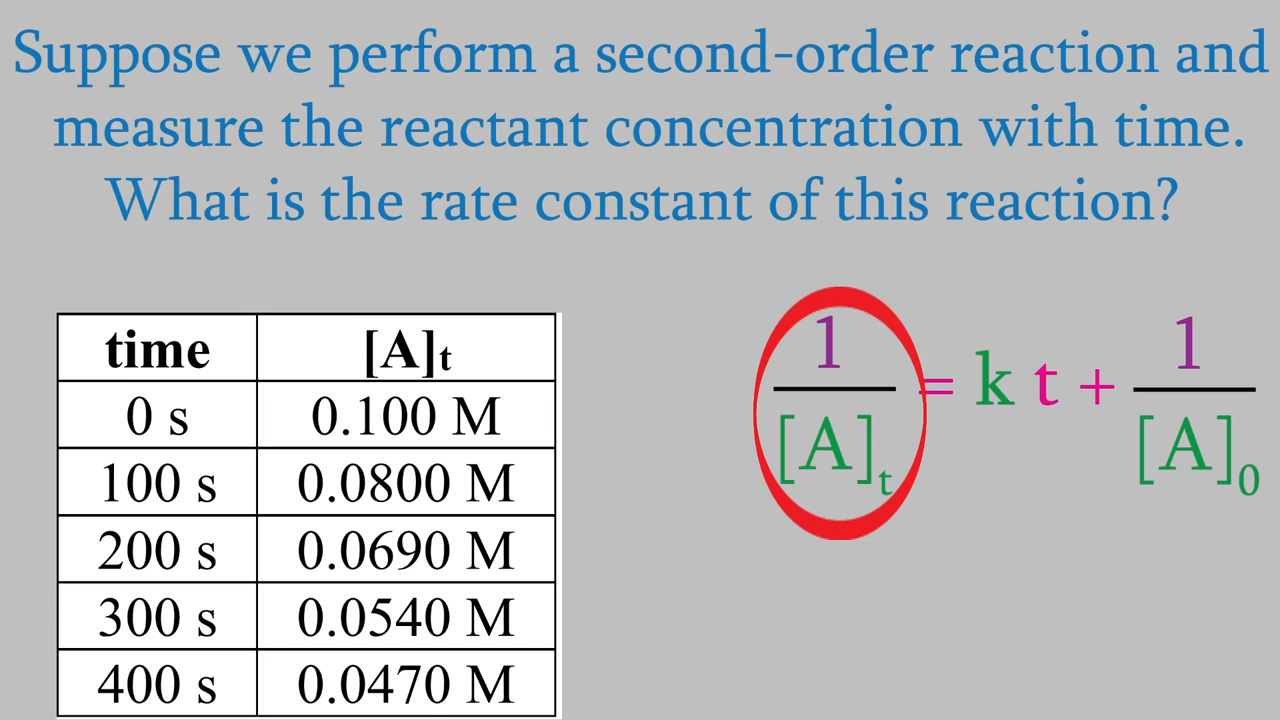 Suppose we perform a second-order reaction and
measure the reactant concentration with time.
What is the rate constant of this reaction?
time [A]t
0 s 0.100 M
100 s 0.0800 M
200 s 0.0690 M
300 s 0.0540 M
400 s 0.0470 M
1/[A]t = k t + 1/[A]0